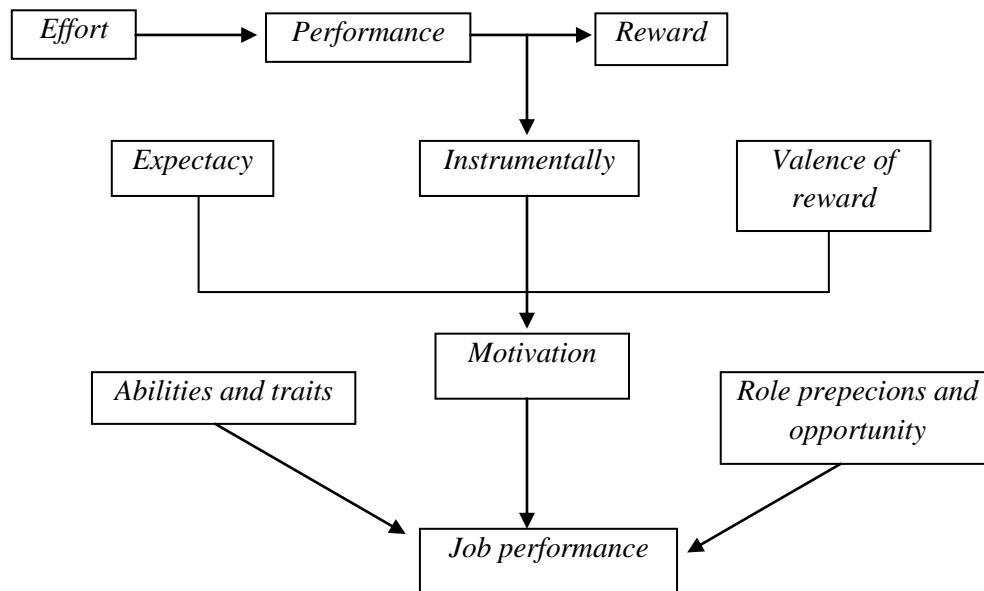 Effort
Performance
Reward
Expectacy
Instrumentally
Valence of
reward
Motivation
Abilities and traits
Role prepecions and
opportunity
Job performance